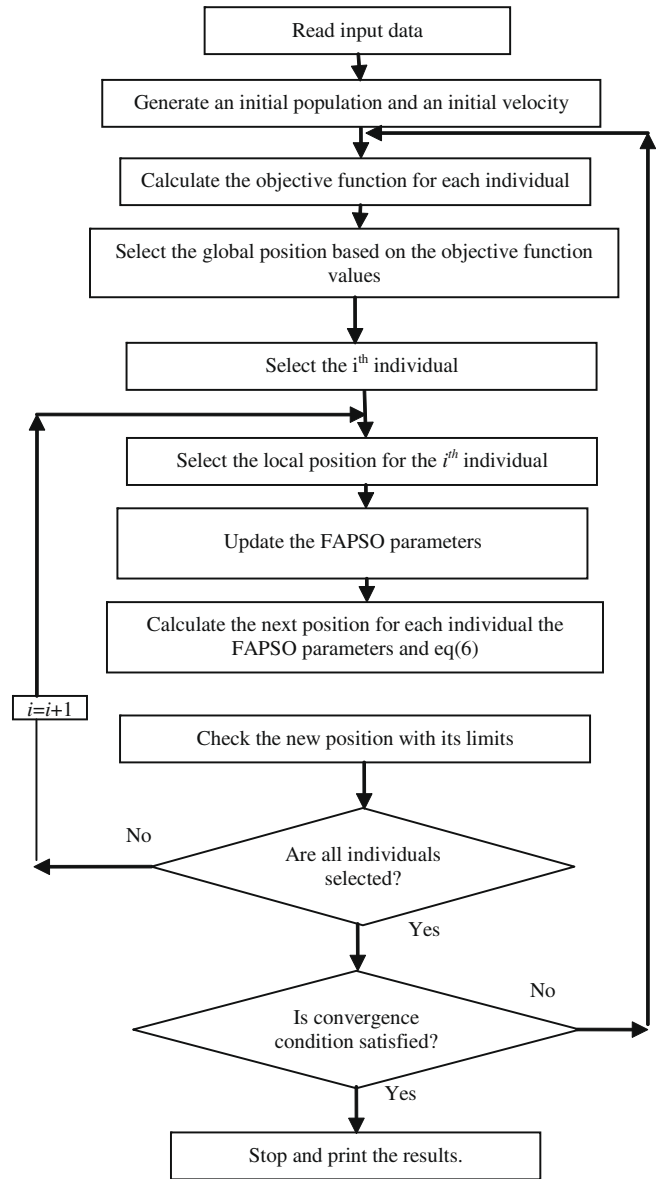 Read input data
Generate an initial population and an initial velocity
Calculate the objective function for each individual
Select the global position based on the objective function
values
Select the i^th individual
Select the local position for the i^th individual
Update the FAPSO parameters
Calculate the next position for each individual the
FAPSO parameters and eq(6)
i=i+1
Check the new position with its limits
No
Are all individuals
selected?
Yes
No
Is convergence
condition satisfied?
Yes
Stop and print the results.